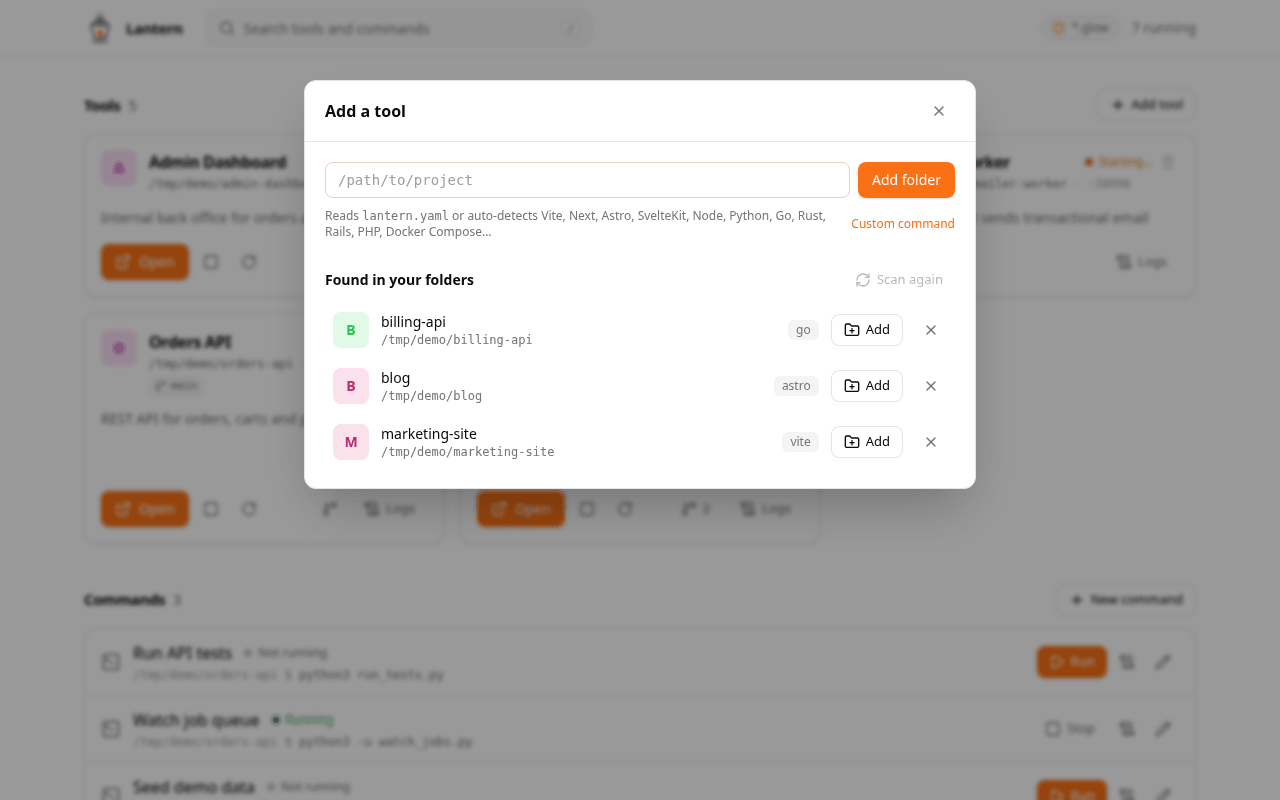 Lantern
Search tools and commands
/
*.glow
7 running
Tools 5
Add tool
Add a tool
/path/to/project
Add folder
Reads lantern.yaml or auto-detects Vite, Next, Astro, SvelteKit, Node, Python, Go, Rust,
Rails, PHP, Docker Compose...
Custom command
Found in your folders
Scan again
B
billing-api
/tmp/demo/billing-api
go
Add
B
blog
/tmp/demo/blog
astro
Add
M
marketing-site
/tmp/demo/marketing-site
vite
Add
Admin Dashboard
Internal back office for orders
Open
Starting...
sends transactional email
Logs
Orders API
/tmp/demo/orders-api
main
REST API for orders, carts and
Open
Logs
Open
2
Logs
Commands 3
New command
Run API tests
Not running
/tmp/demo/orders-api $ python3 run_tests.py
Run
Watch job queue
Running
/tmp/demo/orders-api $ python3 -u watch_jobs.py
Stop
Seed demo data
Not running
Run